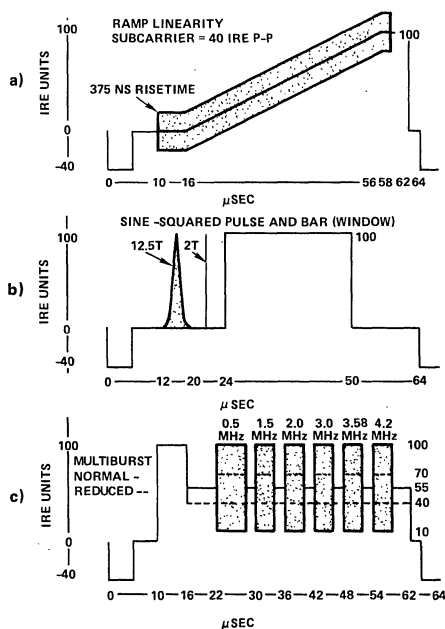 a)
RAMP LINEARITY
SUBCARRIER = 40 IRE P-P
375 NS RISETIME
IRE UNITS
100
0
-40
100
0 10 16 56 58 62 64
μSEC
b)
SINE -SQUARED PULSE AND BAR (WINDOW)
12.5T 2T
IRE UNITS
100
0
-40
100
0 12 20 24 50 64
μSEC
c)
0.5 MHz 1.5 MHz 2.0 MHz 3.0 MHz 3.58 MHz 4.2 MHz
MULTIBURST
NORMAL -
REDUCED --
IRE UNITS
100
0
-40
100
70
55
40
10
0 10 16 22 30 36 42 48 54 62 64
μSEC